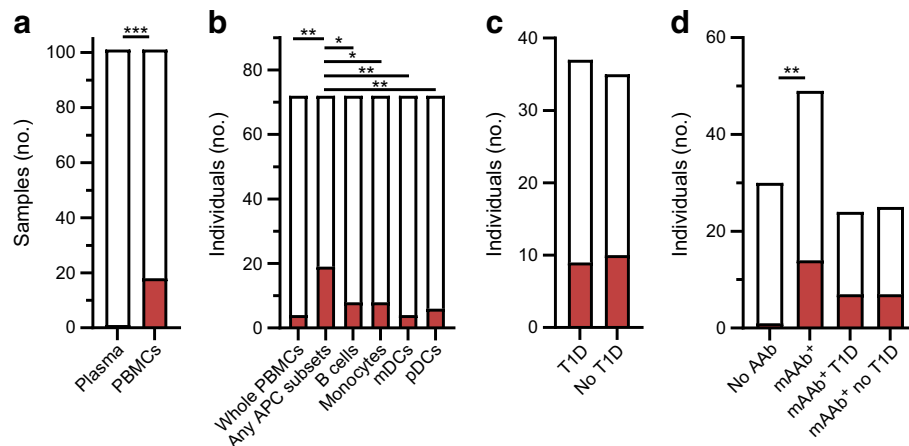 a
***
100
80
60
40
20
0
Samples (no.)
Plasma
PBMCs
b
**
*
*
**
**
80
60
40
20
0
Individuals (no.)
Whole PBMCs
Any APC subsets
B cells
Monocytes
mDCs
pDCs
c
40
30
20
10
0
Individuals (no.)
T1D
No T1D
d
**
60
40
20
0
Individuals (no.)
No AAb
mAAb⁺
mAAb⁺ T1D
mAAb⁺ no T1D